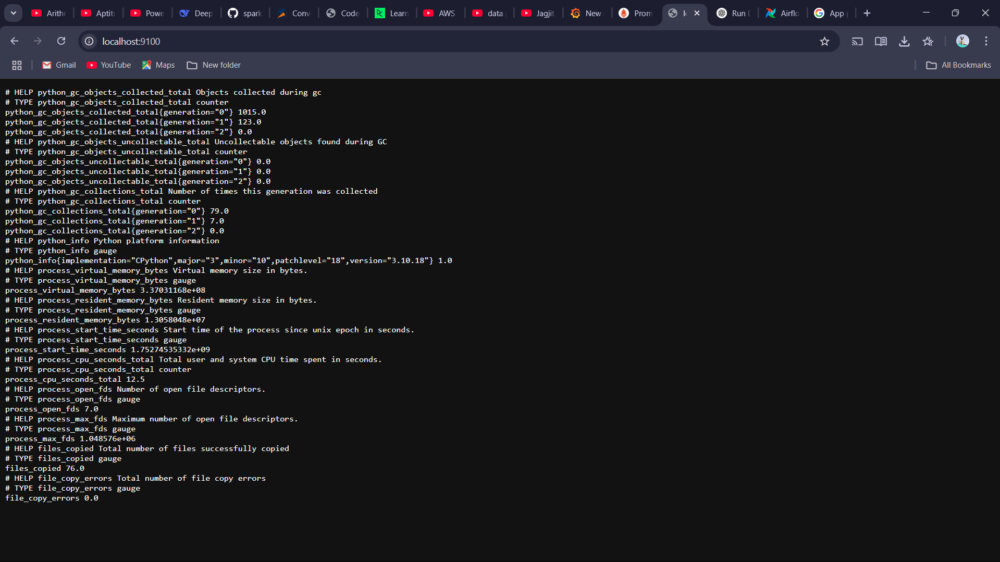 Arith
Aptit
Powe
Deep
spark
Conv
Code
Learn
AWS
data
Jagjit
New
Prom
Run
Airflo
App
localhost:9100
Gmail
YouTube
Maps
New folder
All Bookmarks
# HELP python_gc_objects_collected_total Objects collected during gc
# TYPE python_gc_objects_collected_total counter
python_gc_objects_collected_total{generation="0"} 1015.0
python_gc_objects_collected_total{generation="1"} 123.0
python_gc_objects_collected_total{generation="2"} 0.0
# HELP python_gc_objects_uncollectable_total Uncollectable objects found during GC
# TYPE python_gc_objects_uncollectable_total counter
python_gc_objects_uncollectable_total{generation="0"} 0.0
python_gc_objects_uncollectable_total{generation="1"} 0.0
python_gc_objects_uncollectable_total{generation="2"} 0.0
# HELP python_gc_collections_total Number of times this generation was collected
# TYPE python_gc_collections_total counter
python_gc_collections_total{generation="0"} 79.0
python_gc_collections_total{generation="1"} 7.0
python_gc_collections_total{generation="2"} 0.0
# HELP python_info Python platform information
# TYPE python_info gauge
python_info{implementation="CPython",major="3",minor="10",patchlevel="18",version="3.10.18"} 1.0
# HELP process_virtual_memory_bytes Virtual memory size in bytes.
# TYPE process_virtual_memory_bytes gauge
process_virtual_memory_bytes 3.37031168e+08
# HELP process_resident_memory_bytes Resident memory size in bytes.
# TYPE process_resident_memory_bytes gauge
process_resident_memory_bytes 1.3058048e+07
# HELP process_start_time_seconds Start time of the process since unix epoch in seconds.
# TYPE process_start_time_seconds gauge
process_start_time_seconds 1.75274535332e+09
# HELP process_cpu_seconds_total Total user and system CPU time spent in seconds.
# TYPE process_cpu_seconds_total counter
process_cpu_seconds_total 12.5
# HELP process_open_fds Number of open file descriptors.
# TYPE process_open_fds gauge
process_open_fds 7.0
# HELP process_max_fds Maximum number of open file descriptors.
# TYPE process_max_fds gauge
process_max_fds 1.048576e+06
# HELP files_copied Total number of files successfully copied
# TYPE files_copied gauge
files_copied 76.0
# HELP file_copy_errors Total number of file copy errors
# TYPE file_copy_errors gauge
file_copy_errors 0.0